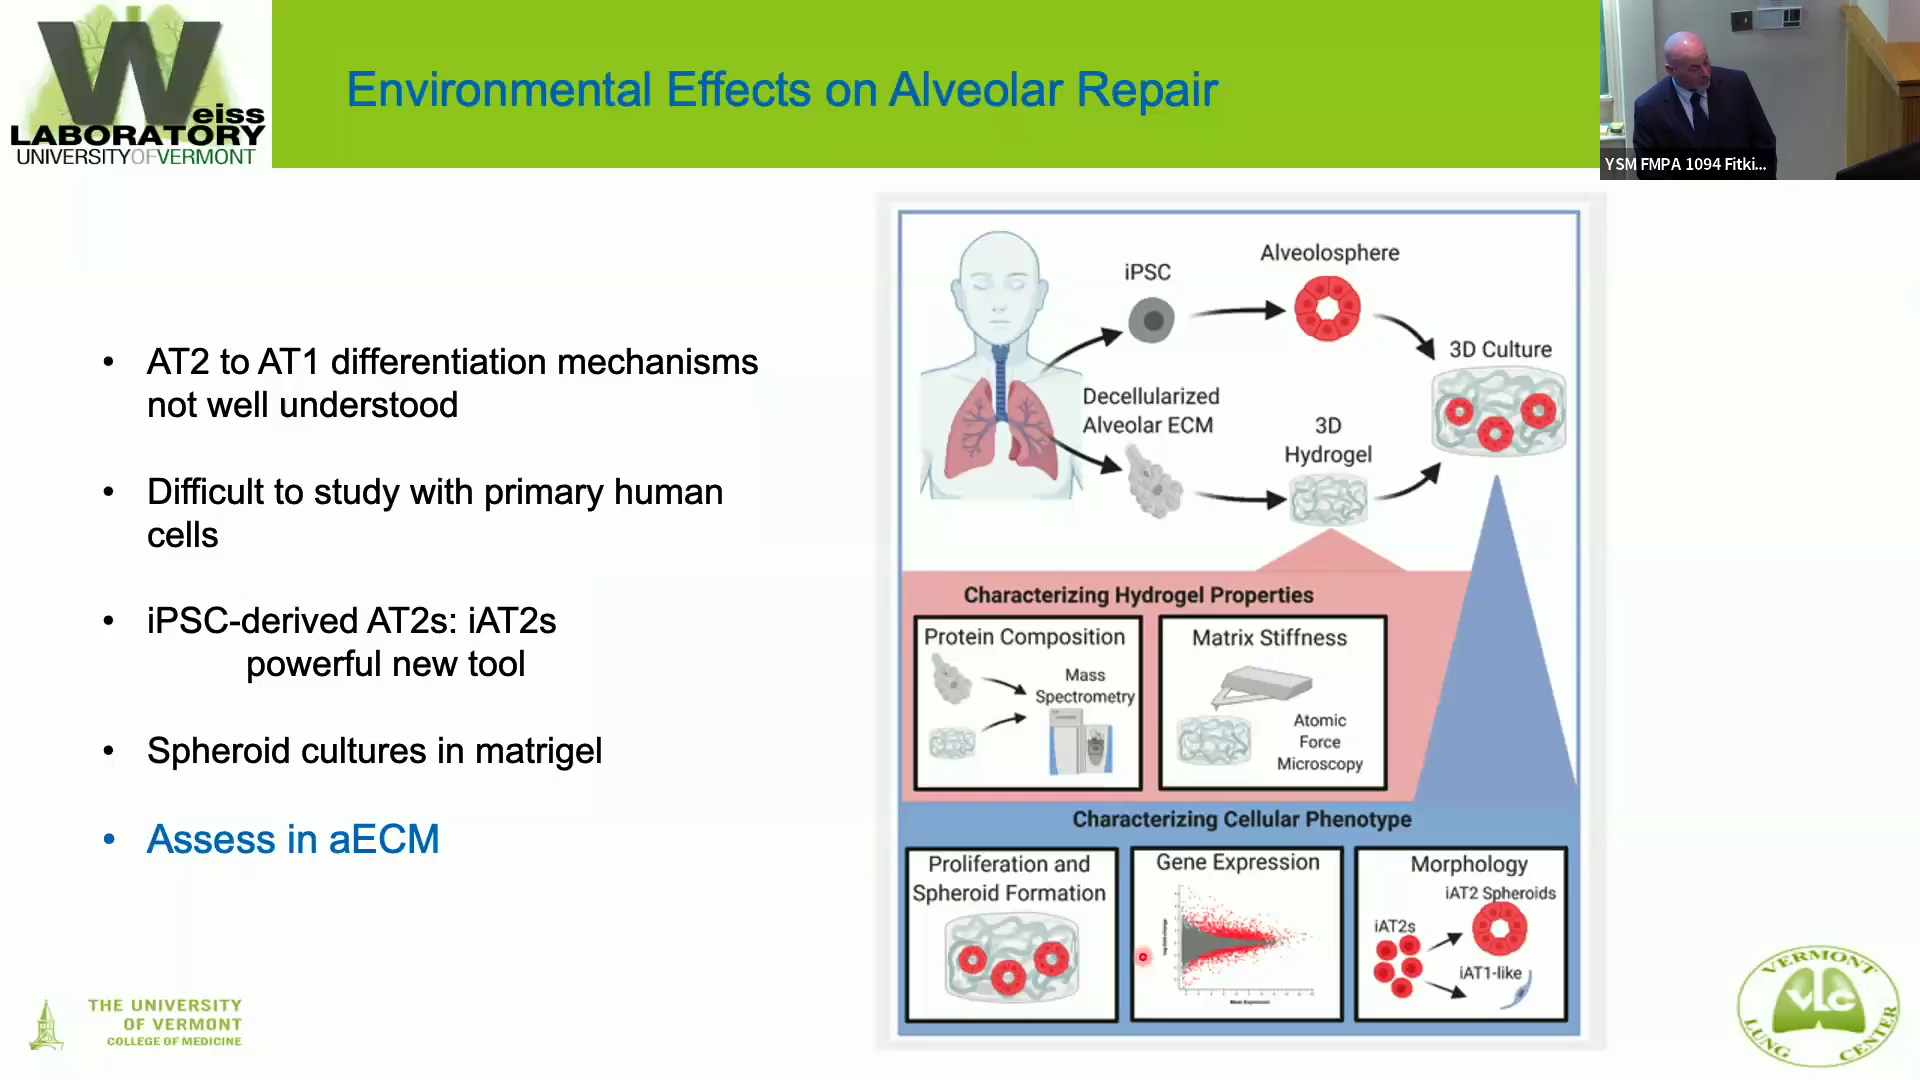 Weiss
LABORATORY
UNIVERSITYOFVERMONT
Environmental Effects on Alveolar Repair
YSM FMPA 1094 Fitki...
• AT2 to AT1 differentiation mechanisms
not well understood
• Difficult to study with primary human
cells
• iPSC-derived AT2s: iAT2s
powerful new tool
• Spheroid cultures in matrigel
• Assess in aECM
iPSC
Alveolosphere
3D Culture
Decellularized
Alveolar ECM
3D
Hydrogel
Characterizing Hydrogel Properties
Protein Composition
Mass
Spectrometry
Matrix Stiffness
Atomic
Force
Microscopy
Characterizing Cellular Phenotype
Proliferation and
Spheroid Formation
Gene Expression
Mean Expression
Morphology
iAT2 Spheroids
iAT2s
iAT1-like
THE UNIVERSITY
OF VERMONT
COLLEGE OF MEDICINE
VERMONT
VLC
LUNG CENTER